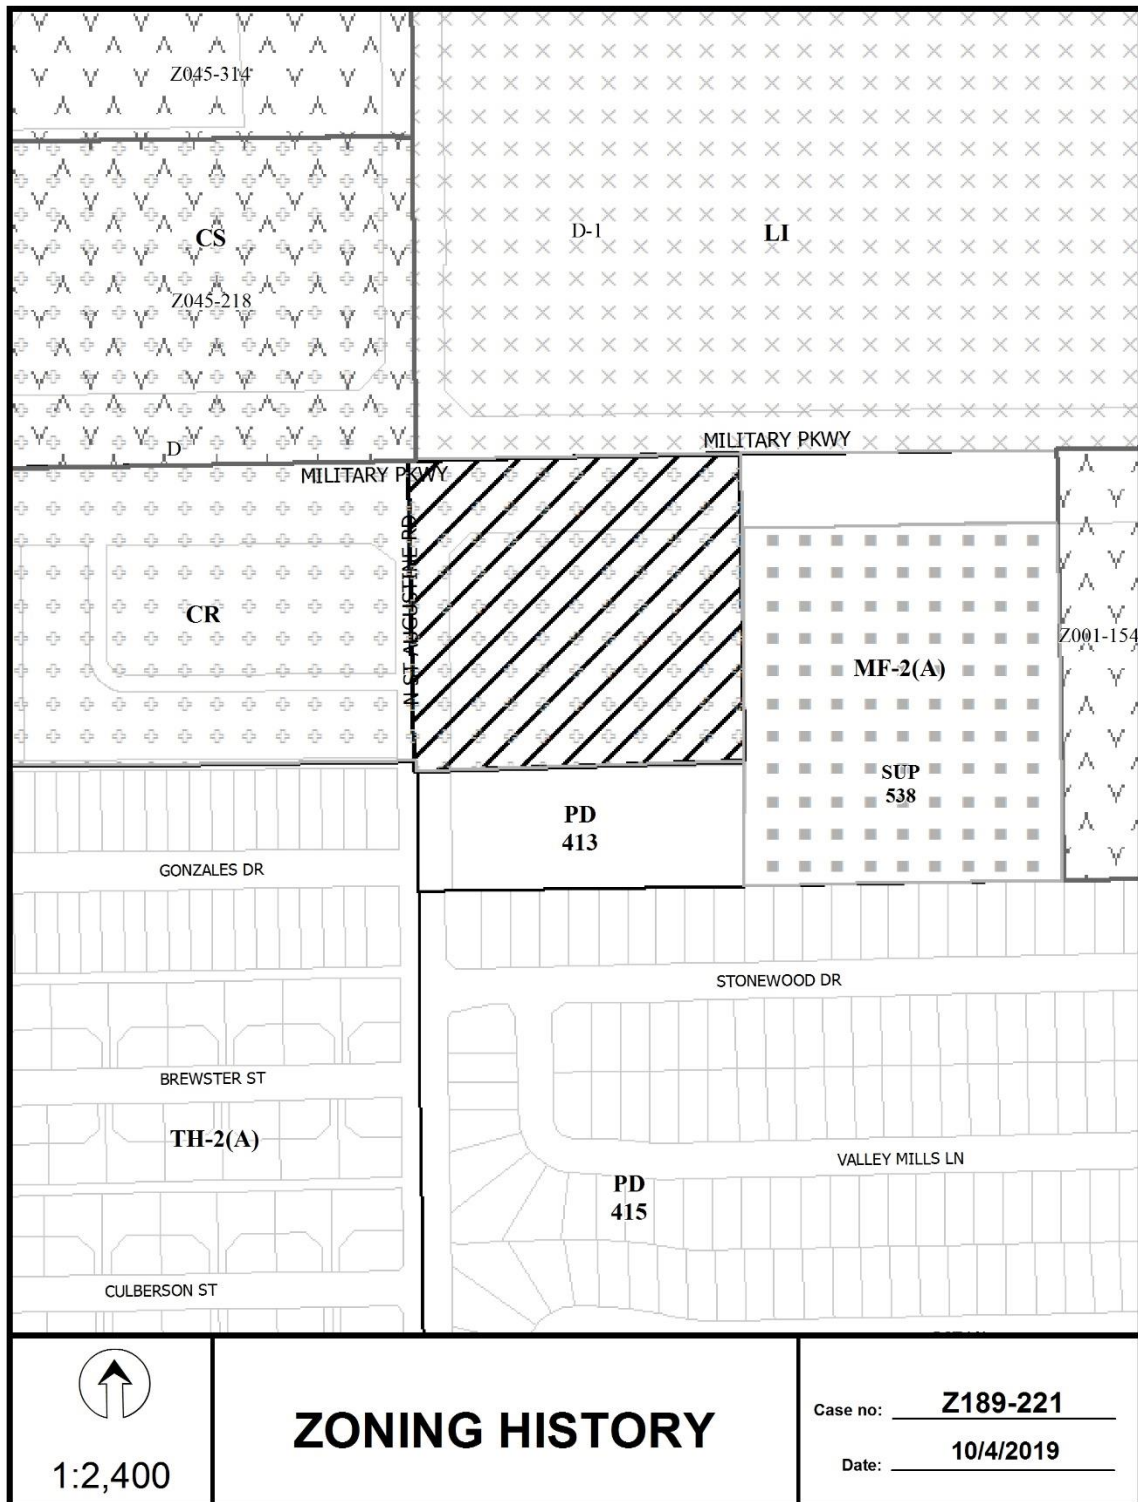 Z045-314
CS
D-1
LI
Z045-218
D
MILITARY PKWY
MILITARY PKWY
N ST AUGUSTINE RD
CR
Z001-154
MF-2(A)
SUP
538
PD
413
GONZALES DR
STONEWOOD DR
BREWSTER ST
TH-2(A)
VALLEY MILLS LN
PD
415
CULBERSON ST
1:2,400
ZONING HISTORY
Case no: Z189-221
Date: 10/4/2019